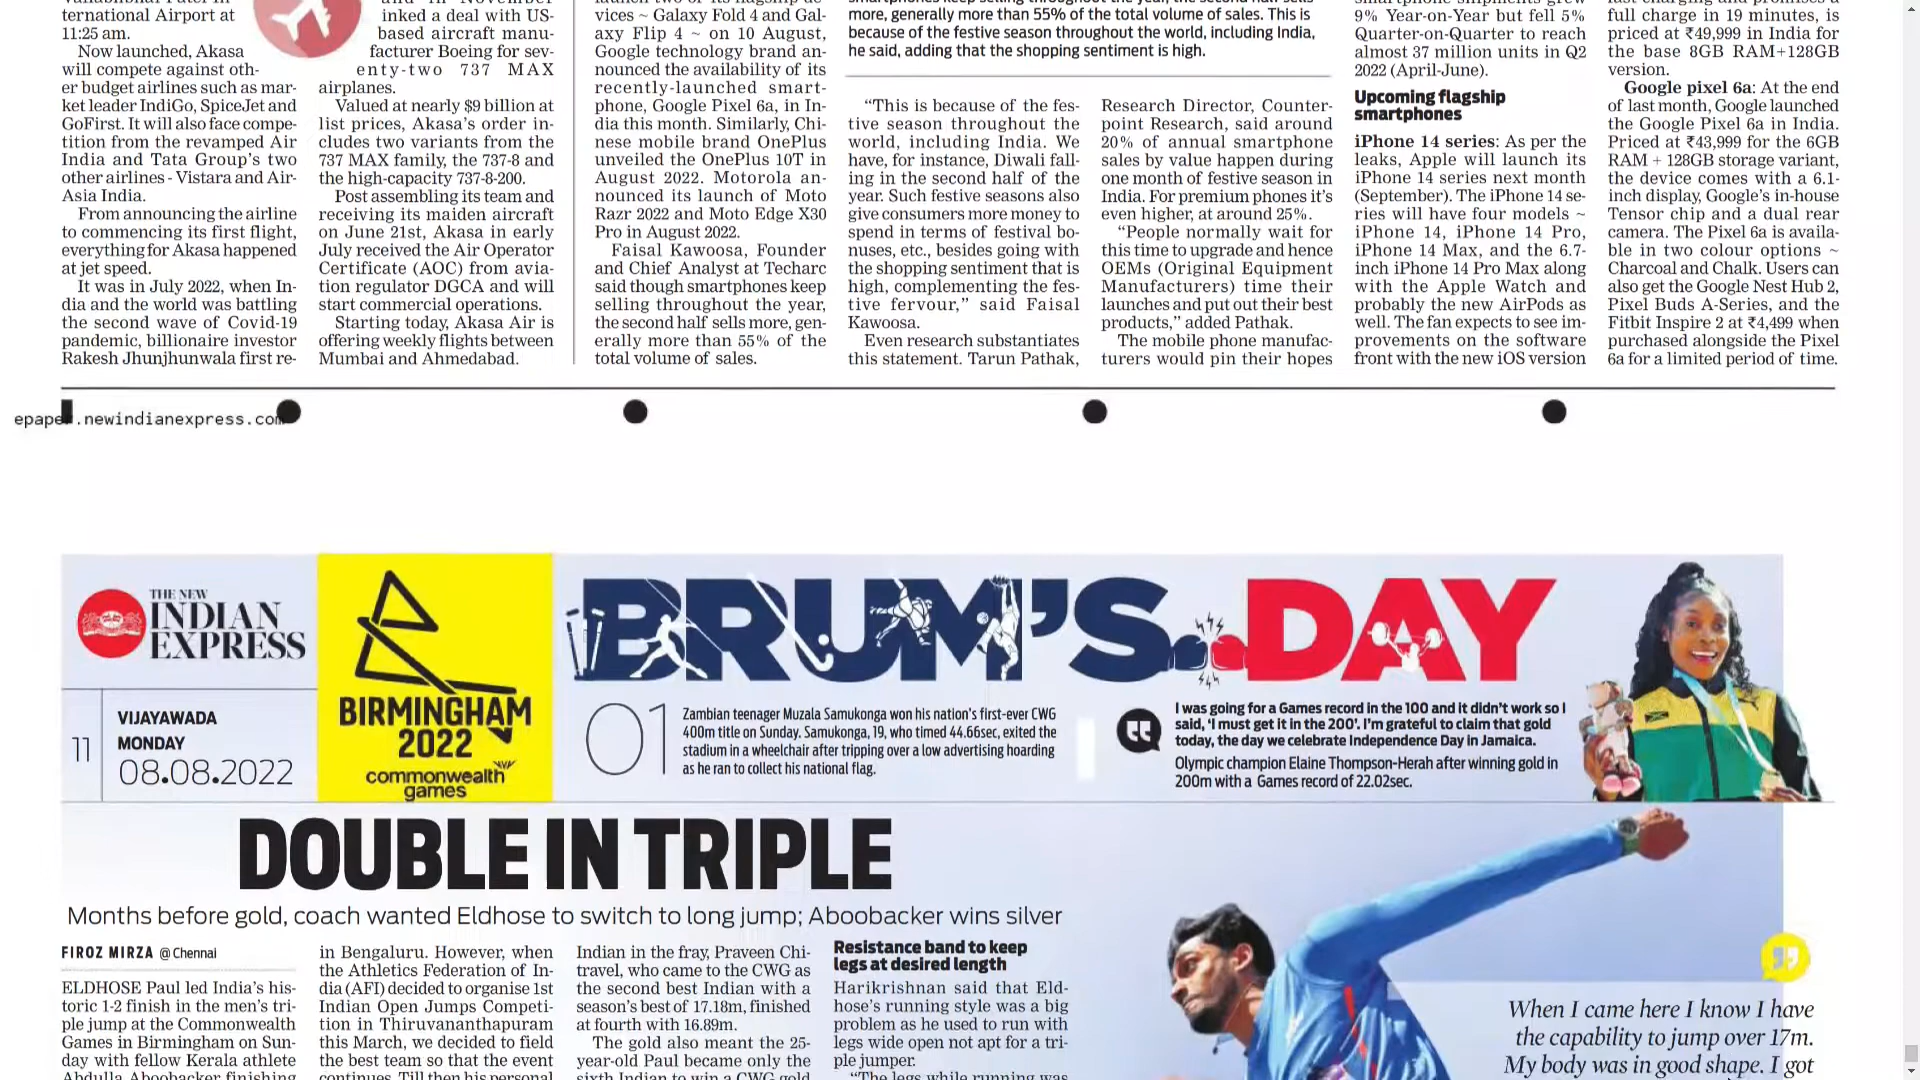 ternational Airport at
11:25 am.
Now launched, Akasa
will compete against oth-
er budget airlines such as mar-
ket leader IndiGo, SpiceJet and
GoFirst. It will also face compe-
tition from the revamped Air
India and Tata Group's two
other airlines - Vistara and Air-
Asia India.
From announcing the airline
to commencing its first flight,
everything for Akasa happened
at jet speed.
It was in July 2022, when In-
dia and the world was battling
the second wave of Covid-19
pandemic, billionaire investor
Rakesh Jhunjhunwala first re-
inked a deal with US-
based aircraft manu-
facturer Boeing for sev-
enty-two 737 MAX
airplanes.
Valued at nearly $9 billion at
list prices, Akasa's order in-
cludes two variants from the
737 MAX family, the 737-8 and
the high-capacity 737-8-200.
Post assembling its team and
receiving its maiden aircraft
on June 21st, Akasa in early
July received the Air Operator
Certificate (AOC) from avia-
tion regulator DGCA and will
start commercial operations.
Starting today, Akasa Air is
offering weekly flights between
Mumbai and Ahmedabad.
vices ~ Galaxy Fold 4 and Gal-
axy Flip 4 ~ on 10 August,
Google technology brand an-
nounced the availability of its
recently-launched smart-
phone, Google Pixel 6a, in In-
dia this month. Similarly, Chi-
nese mobile brand OnePlus
unveiled the OnePlus 10T in
August 2022. Motorola an-
nounced its launch of Moto
Razr 2022 and Moto Edge X30
Pro in August 2022.
Faisal Kawoosa, Founder
and Chief Analyst at Techarc
said though smartphones keep
selling throughout the year,
the second half sells more, gen-
erally more than 55% of the
total volume of sales.
more, generally more than 55% of the total volume of sales. This is
because of the festive season throughout the world, including India,
he said, adding that the shopping sentiment is high.
“This is because of the fes-
tive season throughout the
world, including India. We
have, for instance, Diwali fall-
ing in the second half of the
year. Such festive seasons also
give consumers more money to
spend in terms of festival bo-
nuses, etc., besides going with
the shopping sentiment that is
high, complementing the fes-
tive fervour,” said Faisal
Kawoosa.
Even research substantiates
this statement. Tarun Pathak,
Research Director, Counter-
point Research, said around
20% of annual smartphone
sales by value happen during
one month of festive season in
India. For premium phones it's
even higher, at around 25%.
“People normally wait for
this time to upgrade and hence
OEMs (Original Equipment
Manufacturers) time their
launches and put out their best
products,” added Pathak.
The mobile phone manufac-
turers would pin their hopes
9% Year-on-Year but fell 5%
Quarter-on-Quarter to reach
almost 37 million units in Q2
2022 (April-June).
Upcoming flagship
smartphones
iPhone 14 series: As per the
leaks, Apple will launch its
iPhone 14 series next month
(September). The iPhone 14 se-
ries will have four models ~
iPhone 14, iPhone 14 Pro,
iPhone 14 Max, and the 6.7-
inch iPhone 14 Pro Max along
with the Apple Watch and
probably the new AirPods as
well. The fan expects to see im-
provements on the software
front with the new iOS version
full charge in 19 minutes, is
priced at ₹49,999 in India for
the base 8GB RAM+128GB
version.
Google pixel 6a: At the end
of last month, Google launched
the Google Pixel 6a in India.
Priced at ₹43,999 for the 6GB
RAM + 128GB storage variant,
the device comes with a 6.1-
inch display, Google's in-house
Tensor chip and a dual rear
camera. The Pixel 6a is availa-
ble in two colour options ~
Charcoal and Chalk. Users can
also get the Google Nest Hub 2,
Pixel Buds A-Series, and the
Fitbit Inspire 2 at ₹4,499 when
purchased alongside the Pixel
6a for a limited period of time.
epaper.newindianexpress.com
THE NEW
INDIAN
EXPRESS
11
VIJAYAWADA
MONDAY
08.08.2022
BIRMINGHAM
2022
commonwealth
games
BRUM'S DAY
01
Zambian teenager Muzala Samukonga won his nation's first-ever CWG
400m title on Sunday. Samukonga, 19, who timed 44.66sec, exited the
stadium in a wheelchair after tripping over a low advertising hoarding
as he ran to collect his national flag.
I was going for a Games record in the 100 and it didn't work so I
said, ‘I must get it in the 200’. I'm grateful to claim that gold
today, the day we celebrate Independence Day in Jamaica.
Olympic champion Elaine Thompson-Herah after winning gold in
200m with a Games record of 22.02sec.
DOUBLE IN TRIPLE
Months before gold, coach wanted Eldhose to switch to long jump; Aboobacker wins silver
FIROZ MIRZA @ Chennai
ELDHOSE Paul led India's his-
toric 1-2 finish in the men's tri-
ple jump at the Commonwealth
Games in Birmingham on Sun-
day with fellow Kerala athlete
Abdulla Aboobacker finishing
in Bengaluru. However, when
the Athletics Federation of In-
dia (AFI) decided to organise 1st
Indian Open Jumps Competi-
tion in Thiruvananthapuram
this March, we decided to field
the best team so that the event
continues. Till then his personal
Indian in the fray, Praveen Chi-
travel, who came to the CWG as
the second best Indian with a
season's best of 17.18m, finished
at fourth with 16.89m.
The gold also meant the 25-
year-old Paul became only the
sixth Indian to win a CWG gold
Resistance band to keep
legs at desired length
Harikrishnan said that Eld-
hose's running style was a big
problem as he used to run with
legs wide open not apt for a tri-
ple jumper.
“The legs while running was
When I came here I know I have
the capability to jump over 17m.
My body was in good shape. I got